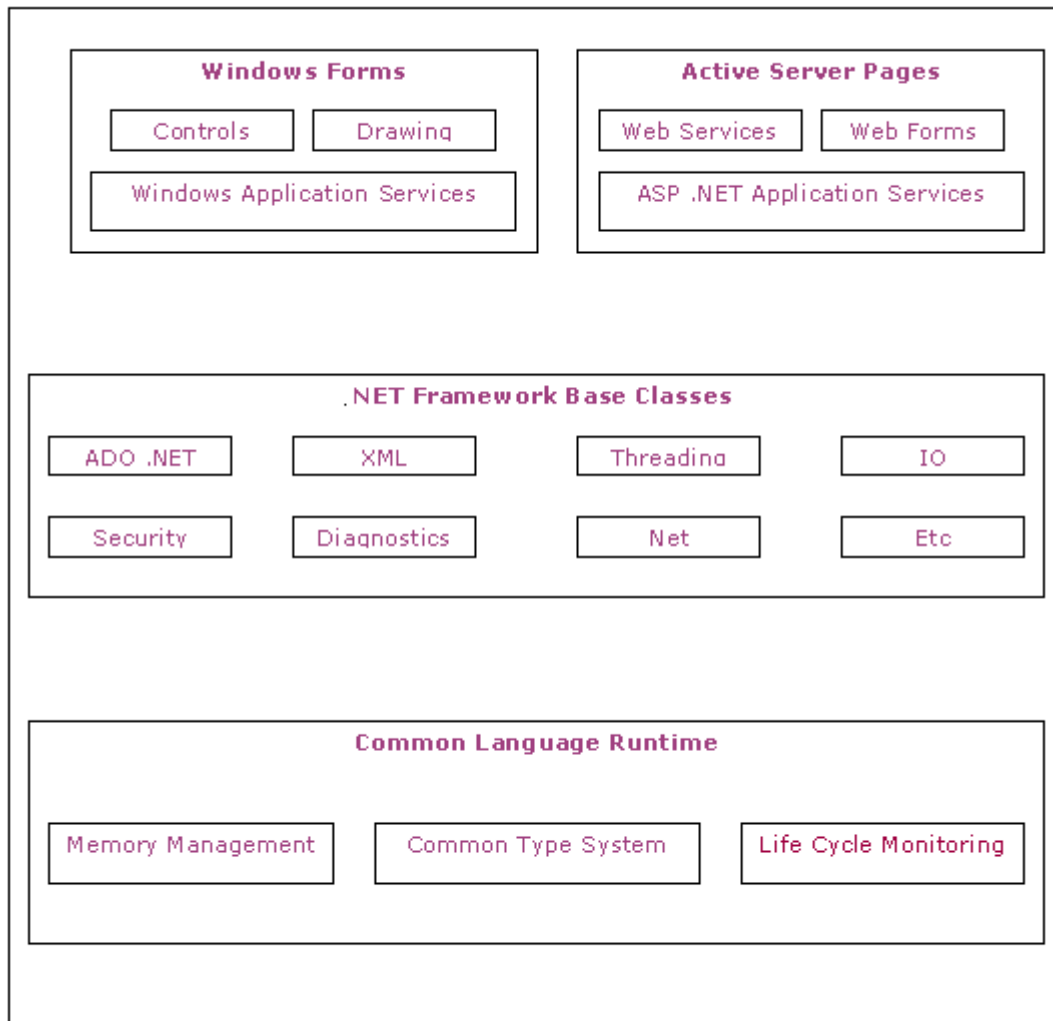 Windows Forms
Controls
Drawing
Windows Application Services
Active Server Pages
Web Services
Web Forms
ASP .NET Application Services
.NET Framework Base Classes
ADO .NET
XML
Threading
IO
Security
Diagnostics
Net
Etc
Common Language Runtime
Memory Management
Common Type System
Life Cycle Monitoring